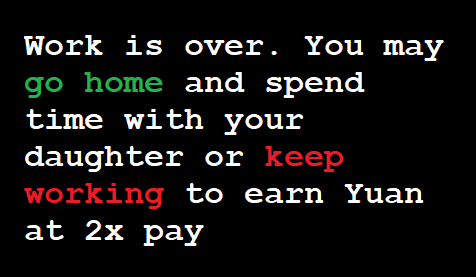 Work is over. You may
go home and spend
time with your
daughter or keep
working to earn Yuan
at 2x pay